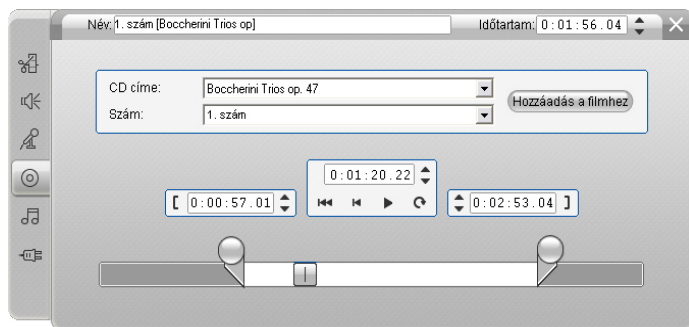 Név: 1. szám [Boccherini Trios op] Időtartam: 0:01:56.04
CD címe: Boccherini Trios op. 47
Hozzáadás a filmhez
Szám: 1. szám
0:01:20.22
[ 0:00:57.01 0:02:53.04 ]